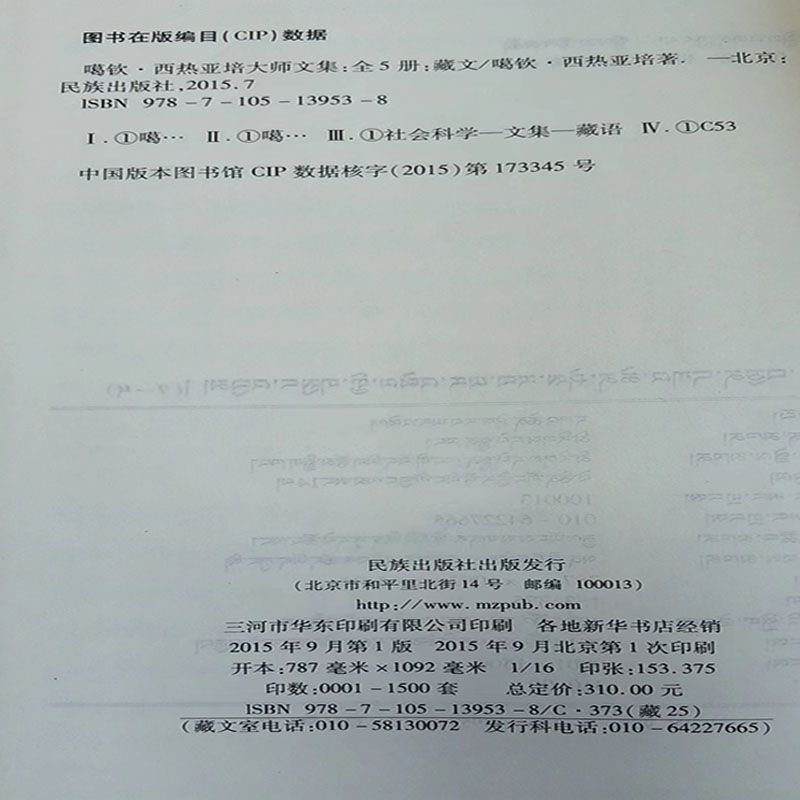 图书在版编目(CIP)数据
噶钦·西热亚培大师文集:全5册:藏文/噶钦·西热亚培著. —北京:
民族出版社,2015.7
ISBN 978-7-105-13953-8
Ⅰ.①噶… Ⅱ.①噶… Ⅲ.①社会科学—文集—藏语 Ⅳ.①C53
中国版本图书馆CIP数据核字(2015)第173345号
民族出版社出版发行
(北京市和平里北街14号 邮编 100013)
http://www.mzpub.com
三河市华东印刷有限公司印刷 各地新华书店经销
2015年9月第1版 2015年9月北京第1次印刷
开本:787毫米×1092毫米 1/16 印张:153.375
印数:0001-1500套 总定价:310.00元
ISBN 978-7-105-13953-8/C·373(藏25)
(藏文室电话:010-58130072 发行科电话:010-64227665)